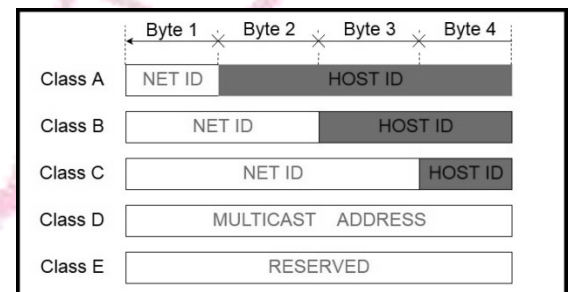 Byte 1 Byte 2 Byte 3 Byte 4
Class A NET ID HOST ID
Class B NET ID HOST ID
Class C NET ID HOST ID
Class D MULTICAST ADDRESS
Class E RESERVED